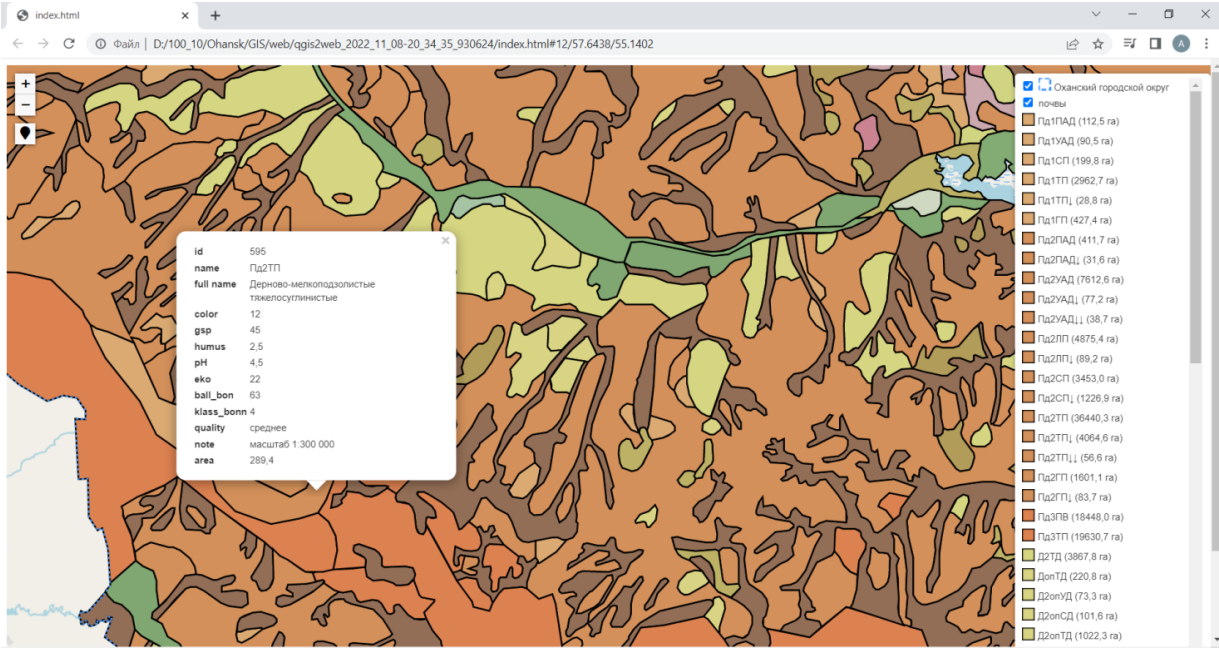 index.html
Файл | D:/100_10/Ohansk/GIS/web/qgis2web_2022_11_08-20_34_35_930624/index.html#12/57.6438/55.1402
A
+
−
id 595
name Пд2ТП
full name Дерново-мелкоподзолистые
тяжелосуглинистые
color 12
gsp 45
humus 2,5
pH 4,5
eko 22
ball_bon 63
klass_bonn 4
quality среднее
note масштаб 1:300 000
area 289,4
Оханский городской округ
почвы
Пд1ПАД (112,5 га)
Пд1УАД (90,5 га)
Пд1СП (199,8 га)
Пд1ТП (2962,7 га)
Пд1ТП↓ (28,8 га)
Пд1ГП (427,4 га)
Пд2ПАД (411,7 га)
Пд2ПАД↓ (31,6 га)
Пд2УАД (7612,6 га)
Пд2УАД↓ (77,2 га)
Пд2УАД↓↓ (38,7 га)
Пд2ЛП (4875,4 га)
Пд2ЛП↓ (89,2 га)
Пд2СП (3453,0 га)
Пд2СП↓ (1226,9 га)
Пд2ТП (36440,3 га)
Пд2ТП↓ (4064,6 га)
Пд2ТП↓↓ (56,6 га)
Пд2ГП (1601,1 га)
Пд2ГП↓ (83,7 га)
Пд3ПВ (18448,0 га)
Пд3ТП (19630,7 га)
Д2ТД (3867,8 га)
ДопТД (220,8 га)
Д2опУД (73,3 га)
Д2опСД (101,6 га)
Д2опТД (1022,3 га)